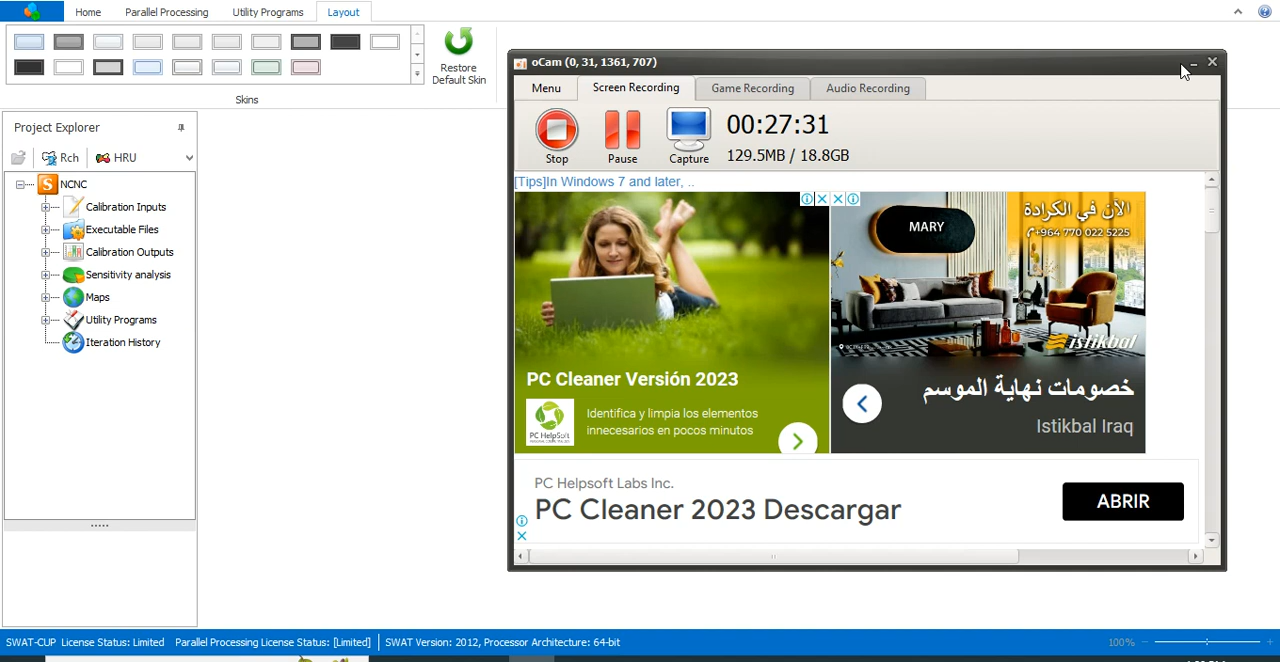 Home Parallel Processing Utility Programs Layout
Restore
Default Skin
Skins
Project Explorer
Rch HRU
NCNC
Calibration Inputs
Executable Files
Calibration Outputs
Sensitivity analysis
Maps
Utility Programs
Iteration History
oCam (0, 31, 1361, 707)
Menu Screen Recording Game Recording Audio Recording
Stop Pause Capture
00:27:31
129.5MB / 18.8GB
[Tips]In Windows 7 and later, ..
PC Cleaner Versión 2023
PC HelpSoft
Identifica y limpia los elementos
innecesarios en pocos minutos
MARY
الآن في الكرادة
+964 770 022 5225
istikbal
خصومات نهاية الموسم
Istikbal Iraq
PC Helpsoft Labs Inc.
PC Cleaner 2023 Descargar
ABRIR
SWAT-CUP License Status: Limited Parallel Processing License Status: [Limited] SWAT Version: 2012, Processor Architecture: 64-bit
100%